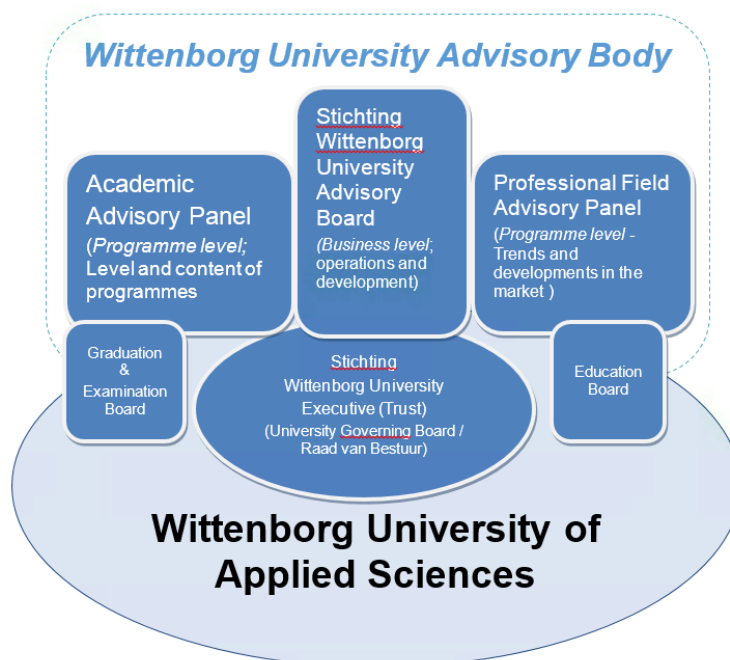 Wittenborg University Advisory Body
Stichting
Wittenborg
University
Advisory
Board
(Business level;
operations and
development)
Academic
Advisory Panel
(Programme level;
Level and content of
programmes
Professional Field
Advisory Panel
(Programme level -
Trends and
developments in the
market )
Graduation
&
Examination
Board
Stichting
Wittenborg University
Executive (Trust)
(University Governing Board /
Raad van Bestuur)
Education
Board
Wittenborg University of
Applied Sciences